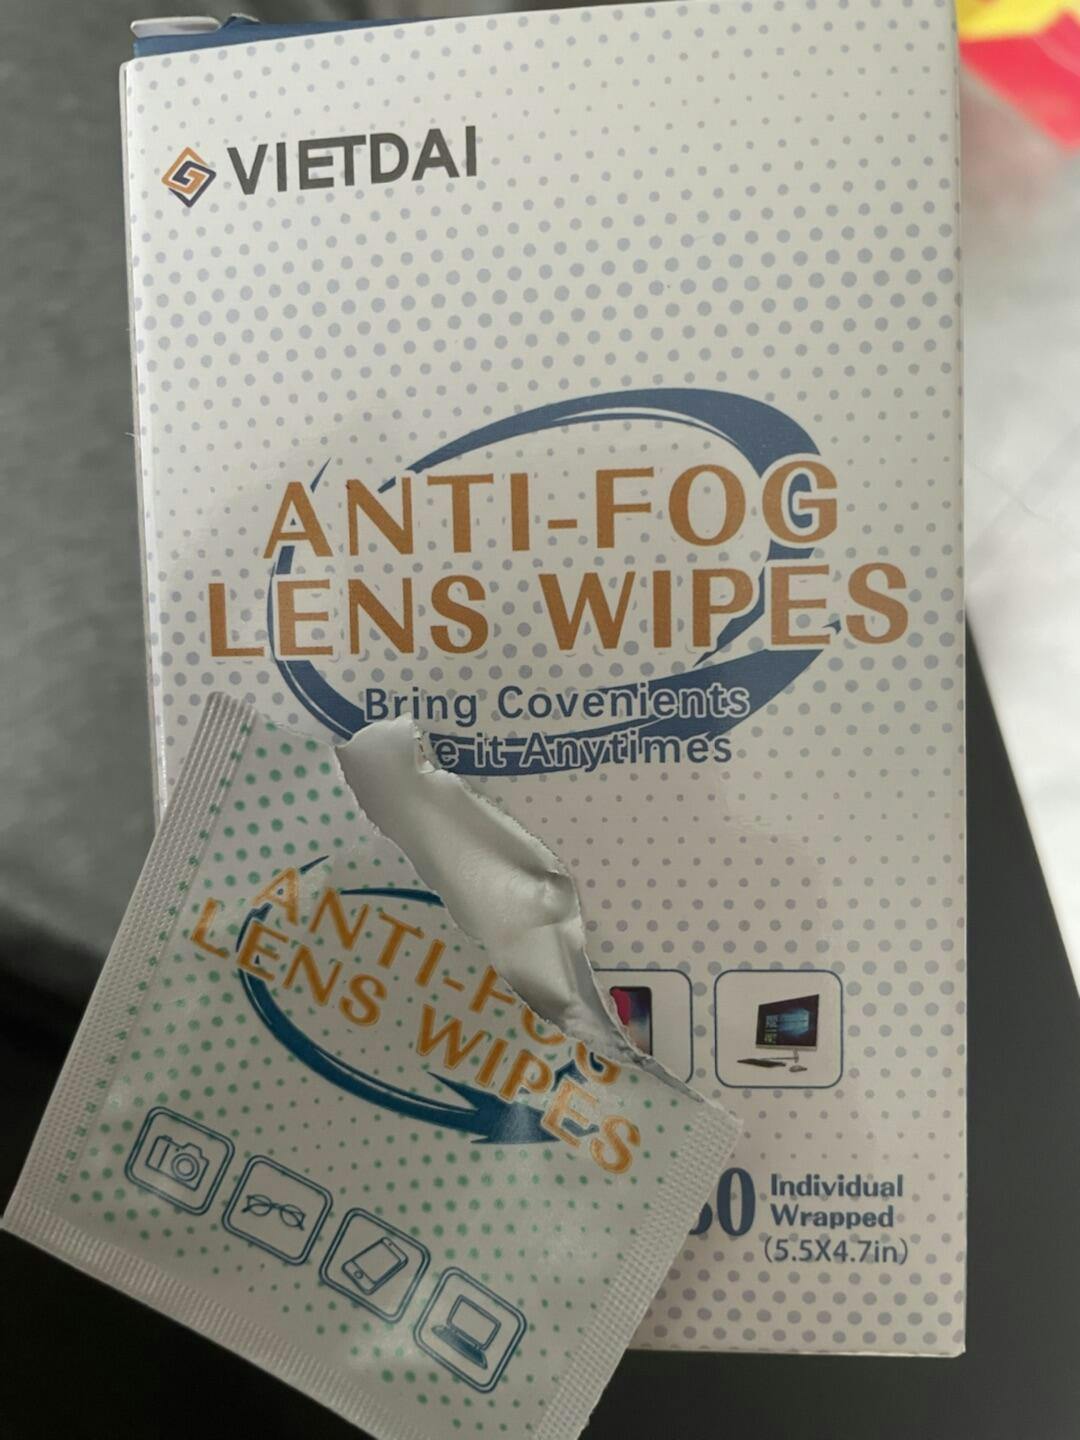 VIETDAI
ANTI-FOG
LENS WIPES
Bring Covenients
it Anytimes
Individual
Wrapped
(5.5X4.7in)
ANTI-FOG
LENS WIPES